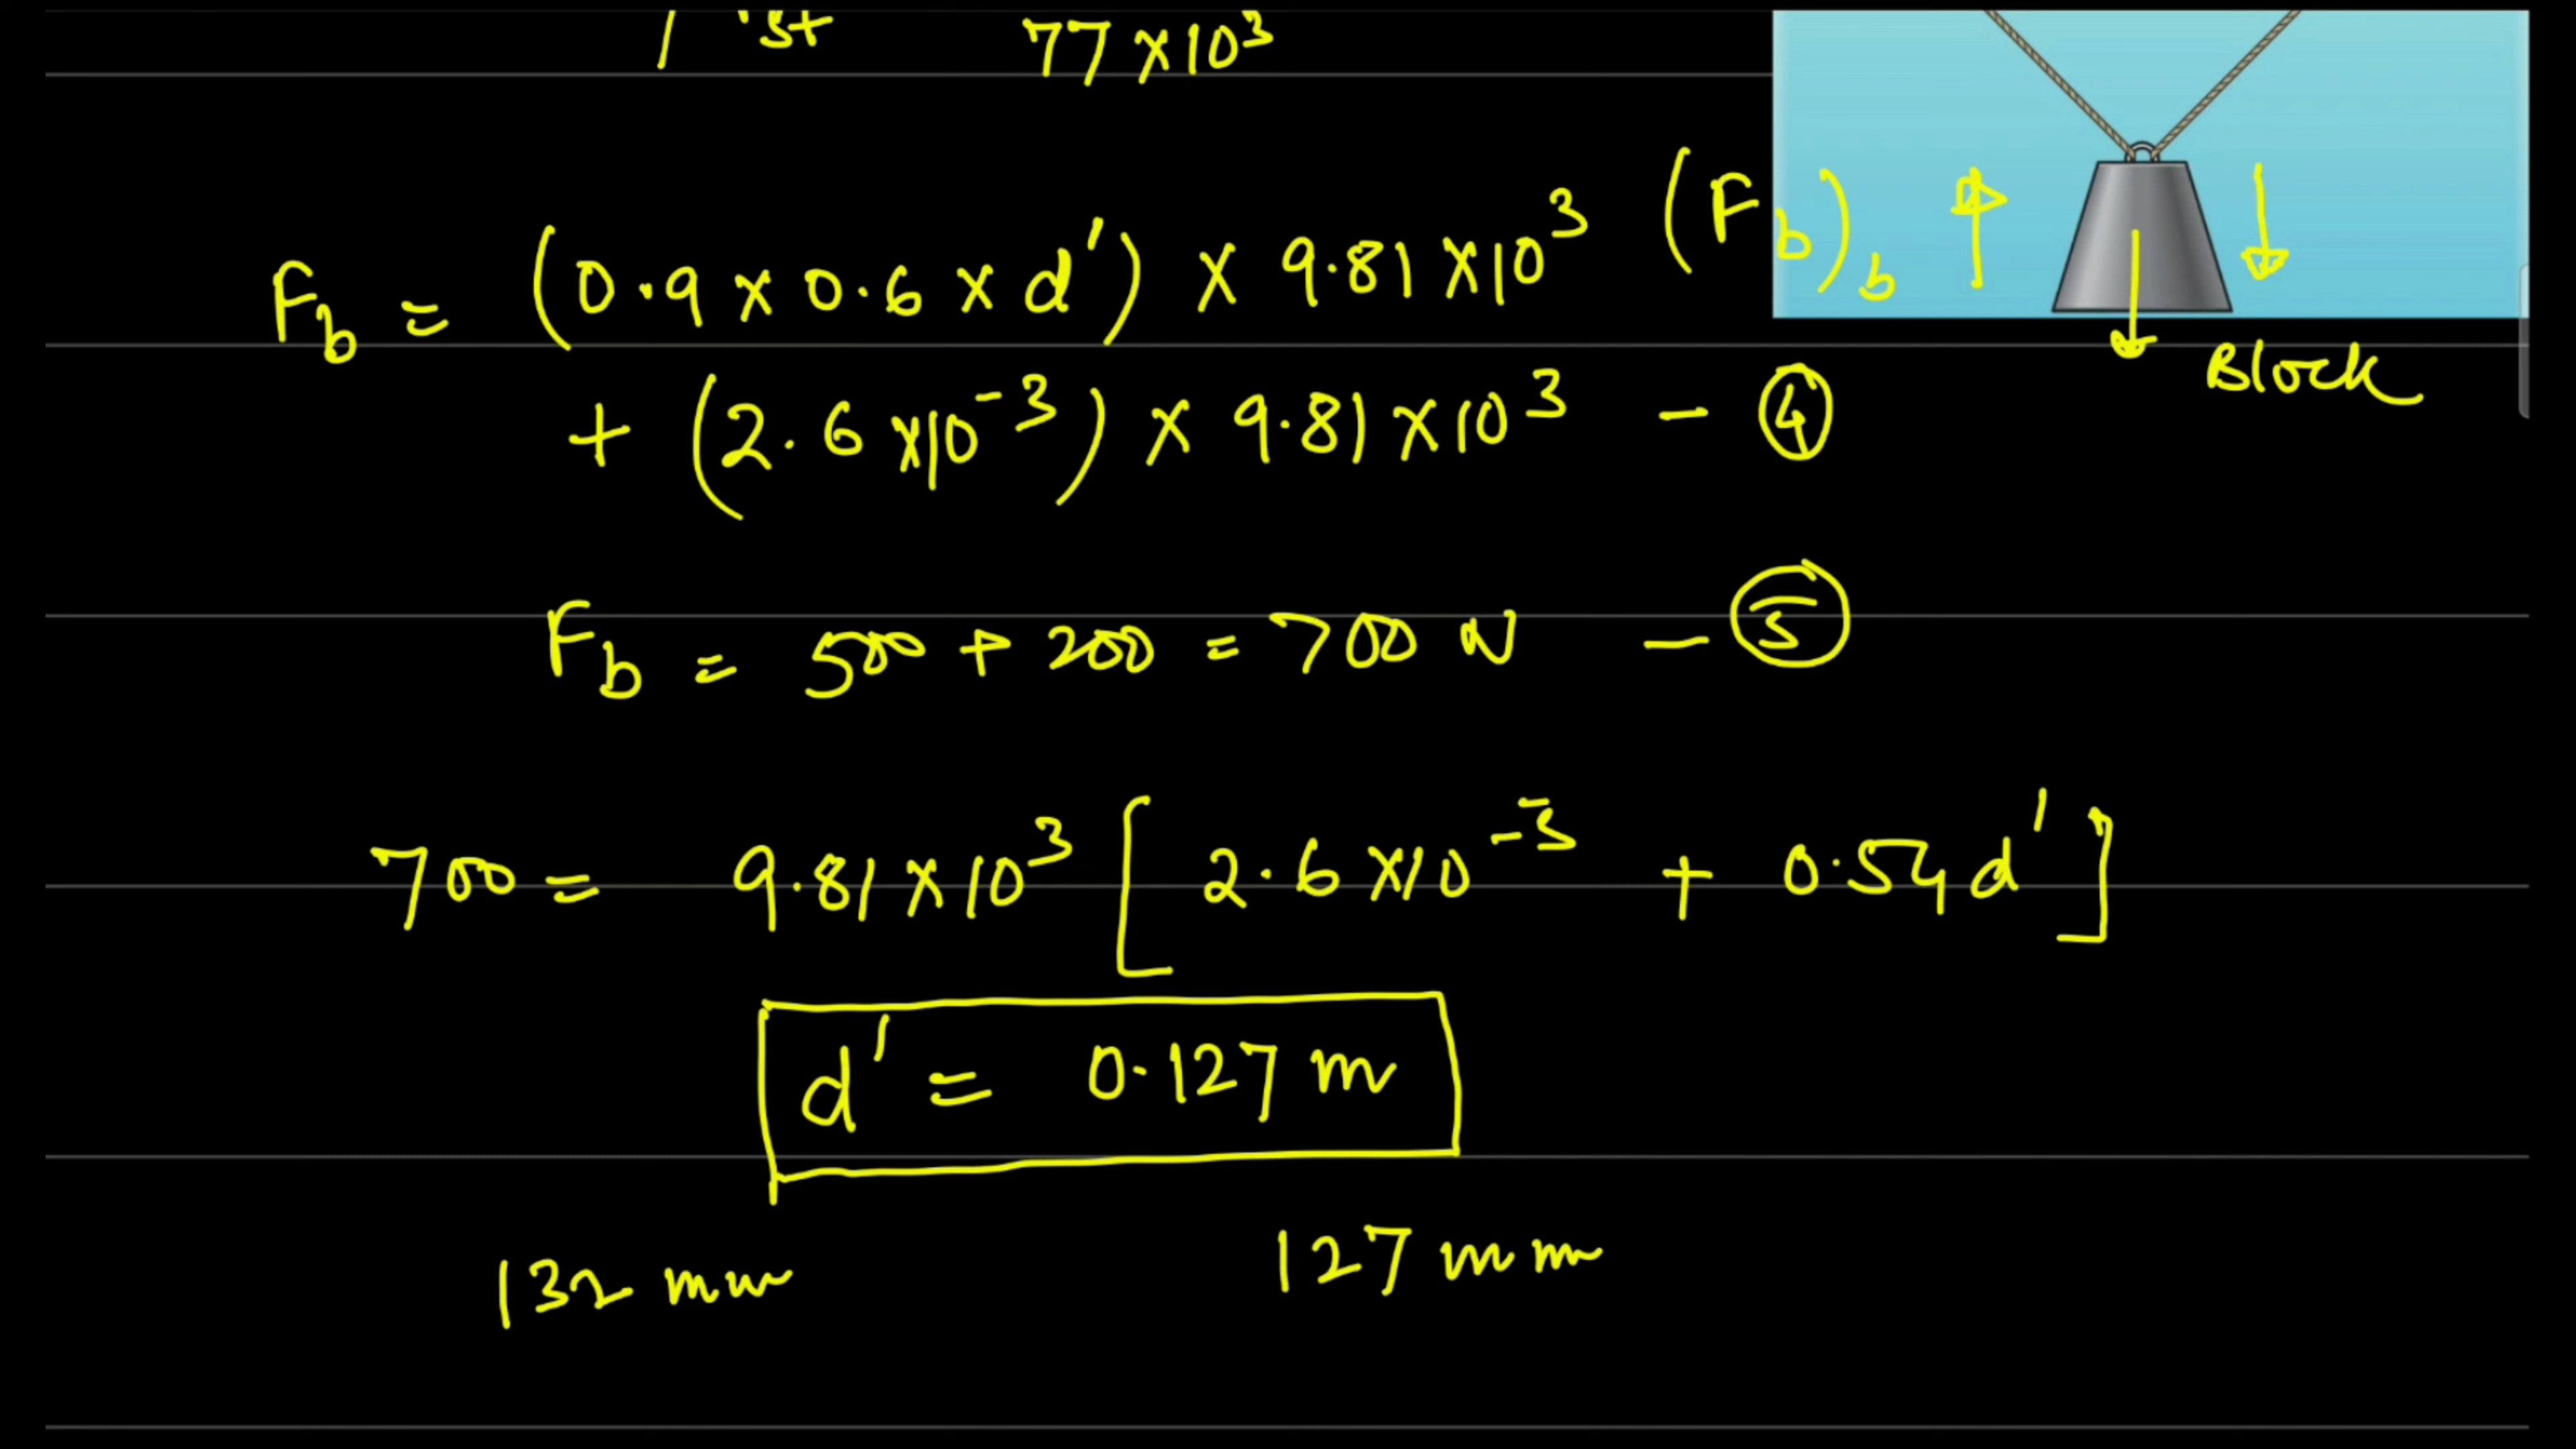 77 × 10³
F_b = (0.9 × 0.6 × d') × 9.81 × 10³ (F_b)_b
+ (2.6 × 10⁻³) × 9.81 × 10³ - ④
Block
F_b = 500 + 200 = 700 N - ⑤
700 = 9.81 × 10³ [2.6 × 10⁻³ + 0.54 d']
d' = 0.127 m
132 mm 127 mm